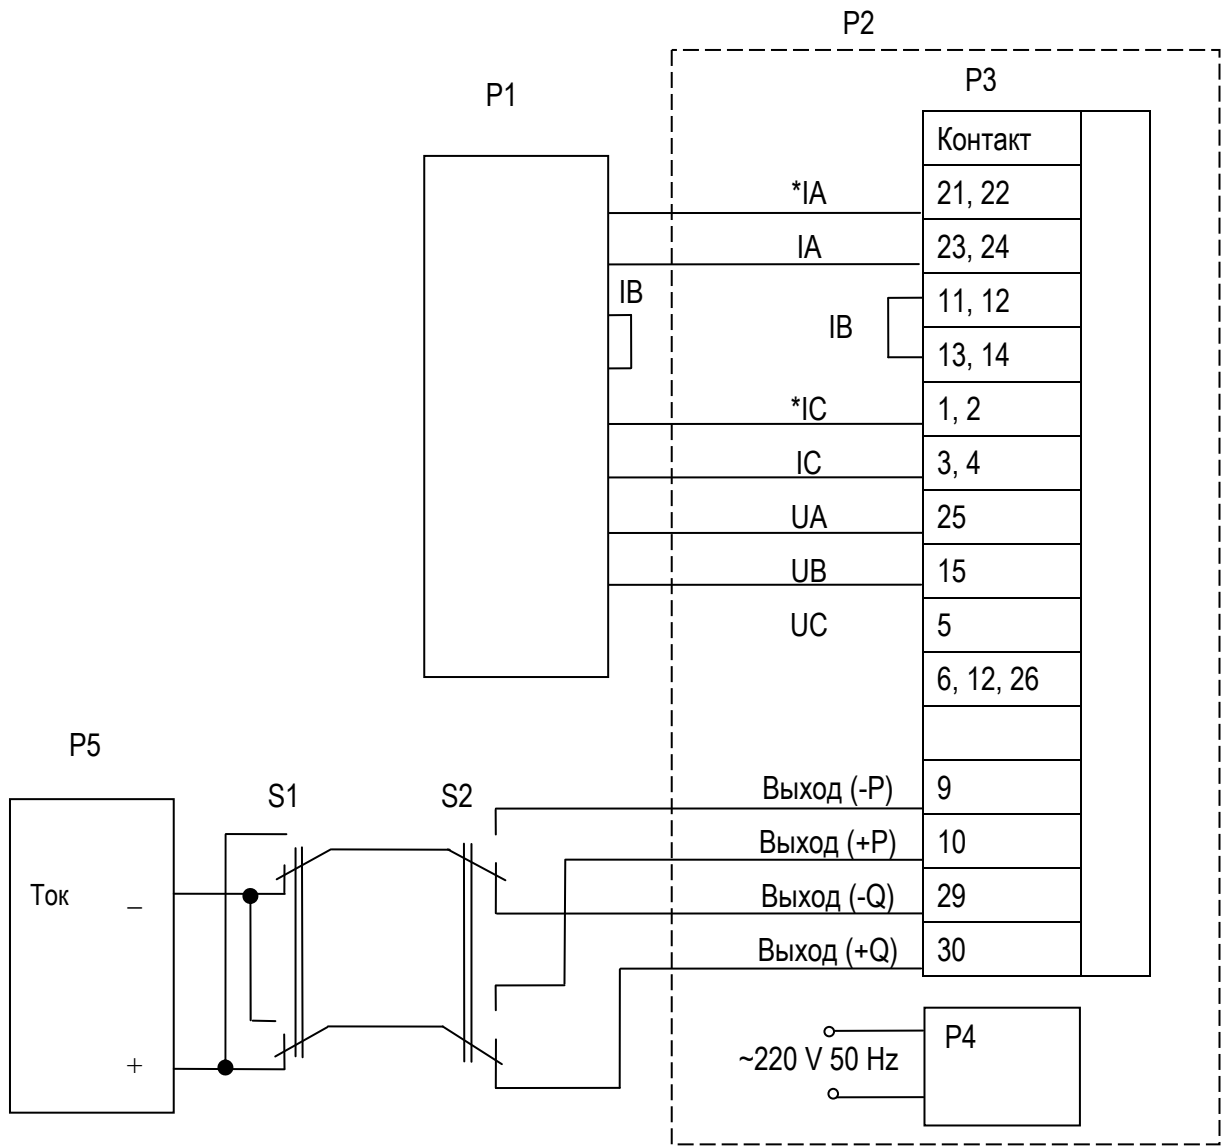 P2
P3
P1
Контакт
*IA
21, 22
IA
23, 24
IB
11, 12
IB
13, 14
*IC
1, 2
IC
3, 4
UA
25
UB
15
UC
5
6, 12, 26
P5
S1
S2
Выход (-P)
9
Выход (+P)
10
Ток
–
Выход (-Q)
29
Выход (+Q)
30
+
~220 V 50 Hz
P4